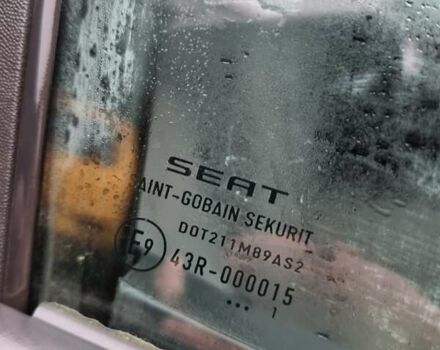 SEAT
AINT-GOBAIN SEKURIT
DOT211M89AS2
E9 43R-000015
... 1